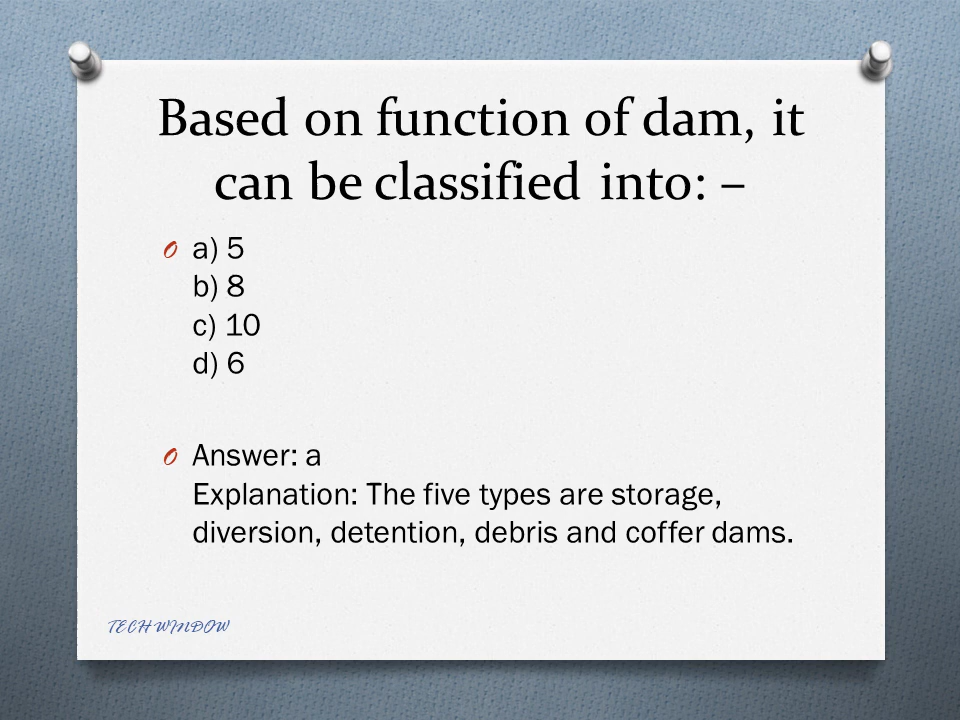 Based on function of dam, it
can be classified into: –
a) 5
b) 8
c) 10
d) 6
Answer: a
Explanation: The five types are storage,
diversion, detention, debris and coffer dams.
TECH WINDOW